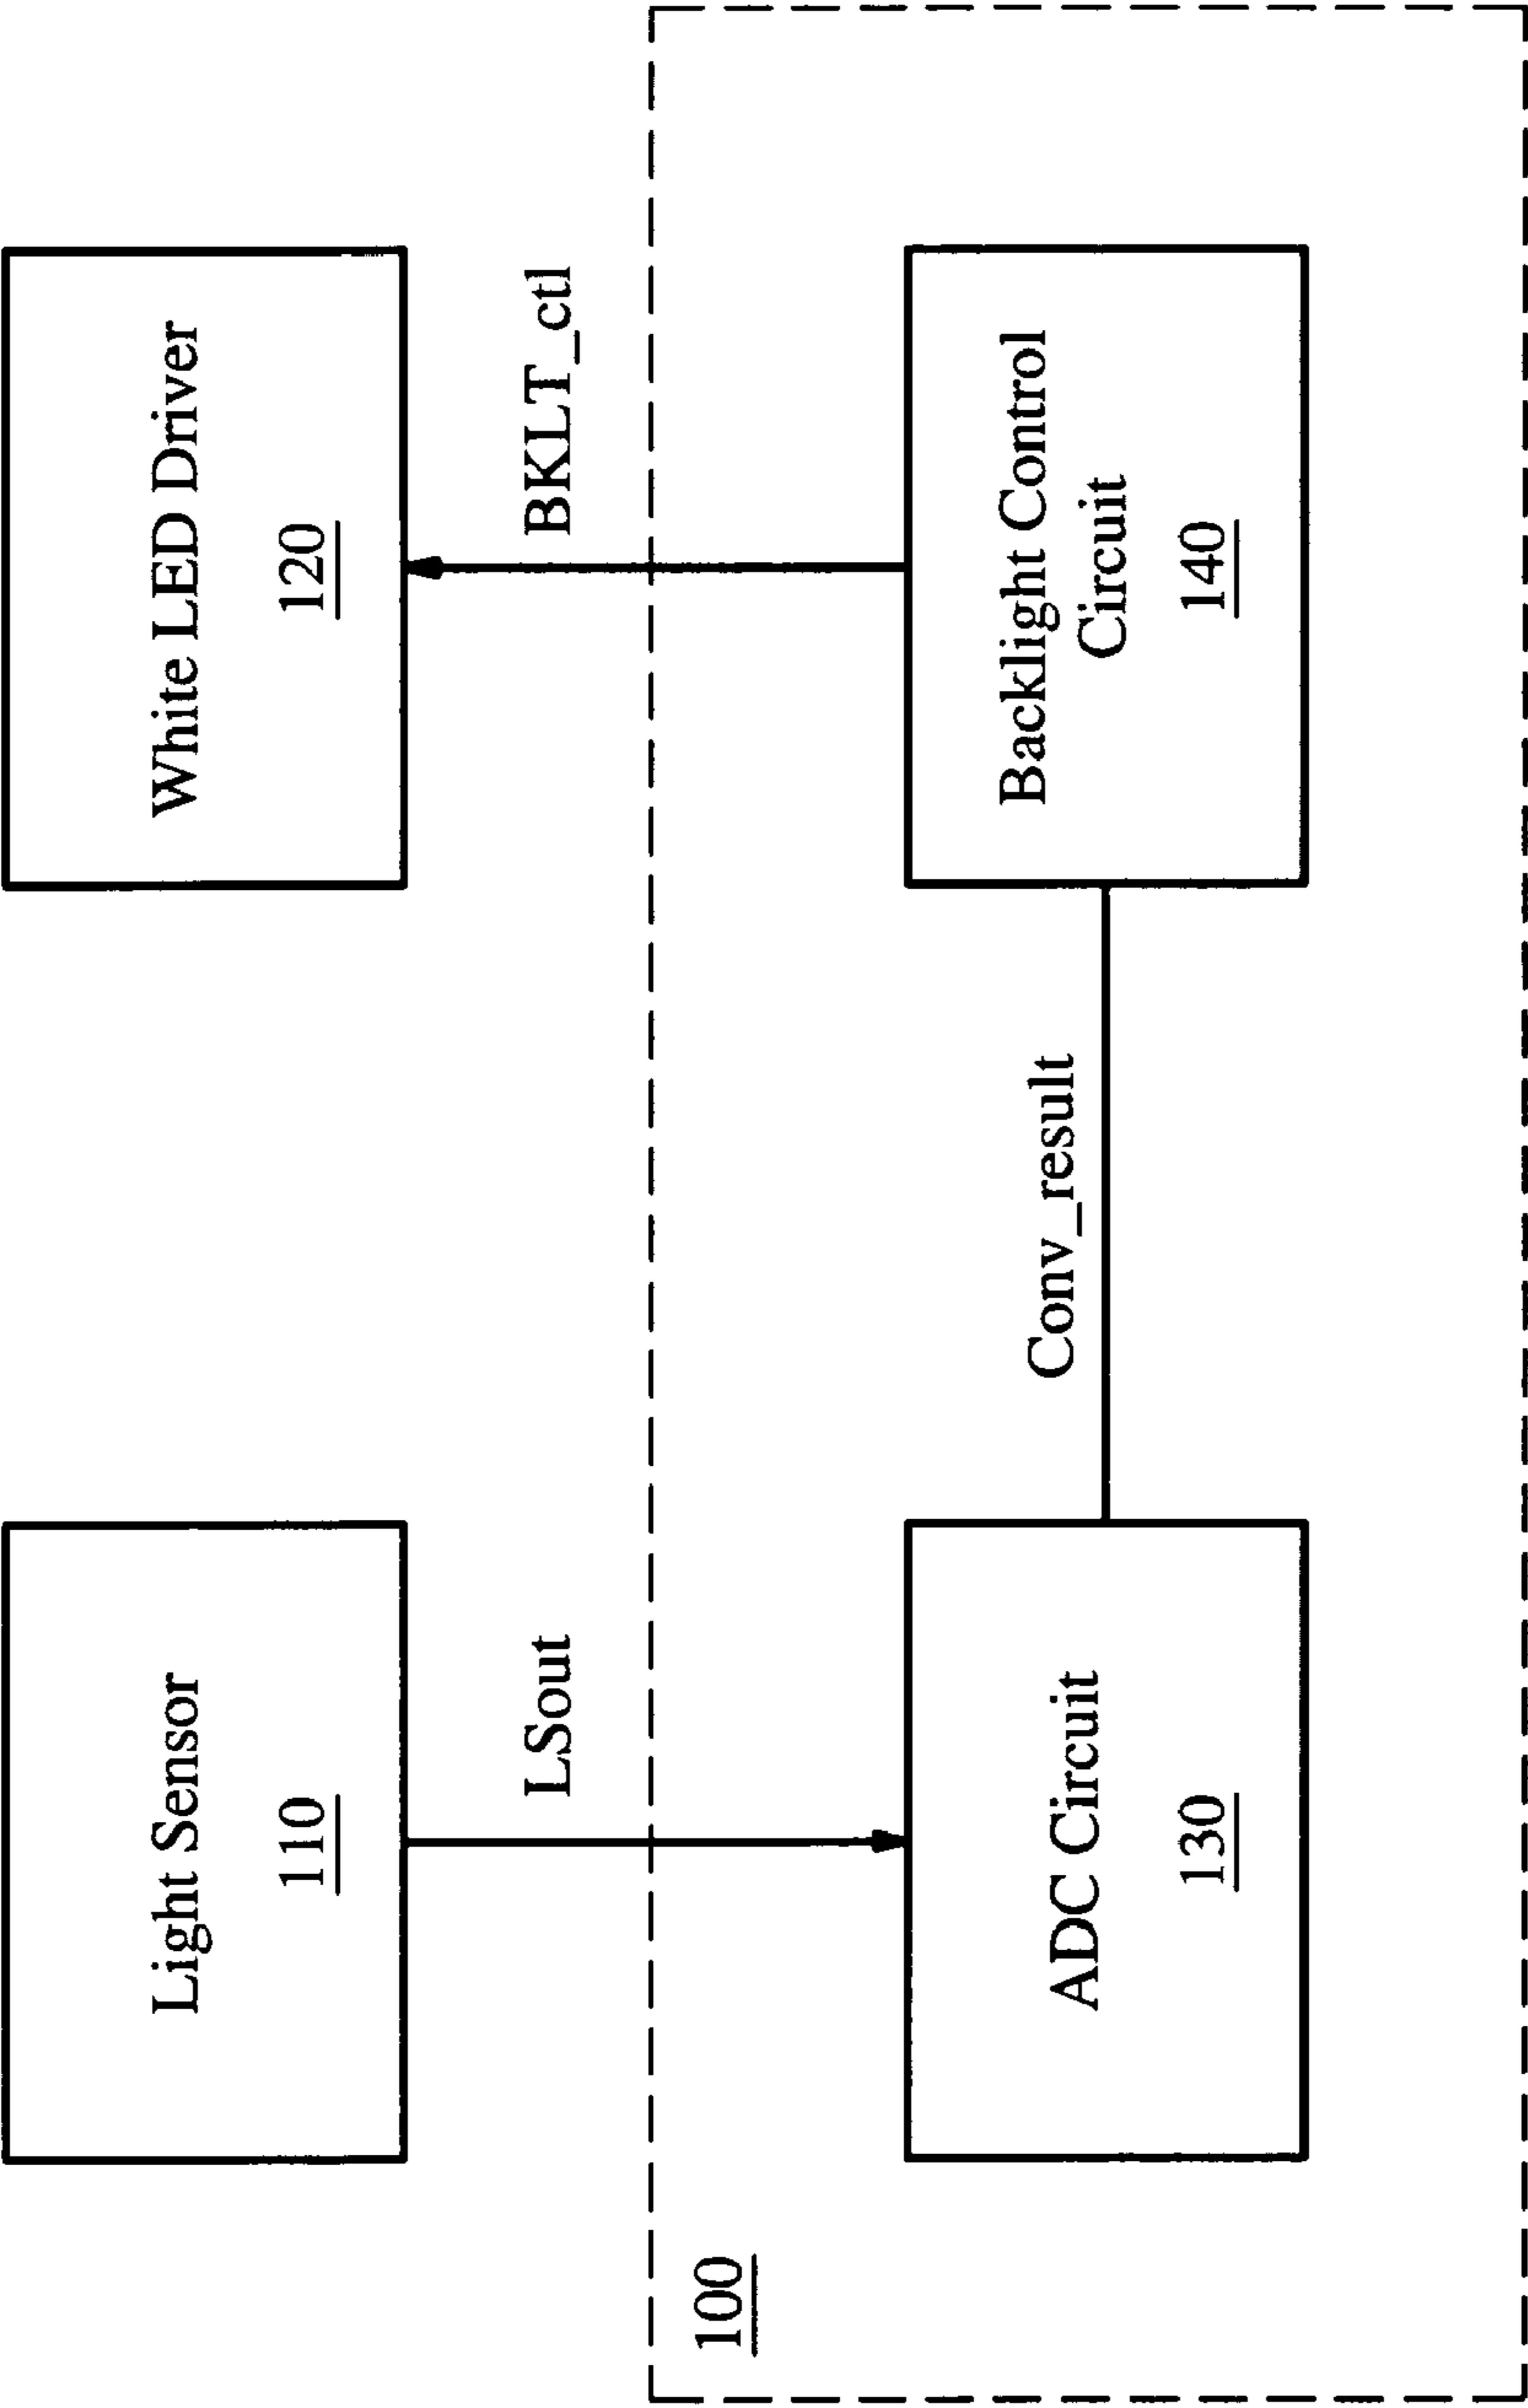 Light Sensor
110
White LED Driver
120
LSout
BKLT_ctl
100
Conv_result
ADC Circuit
130
Backlight Control
Circuit
140